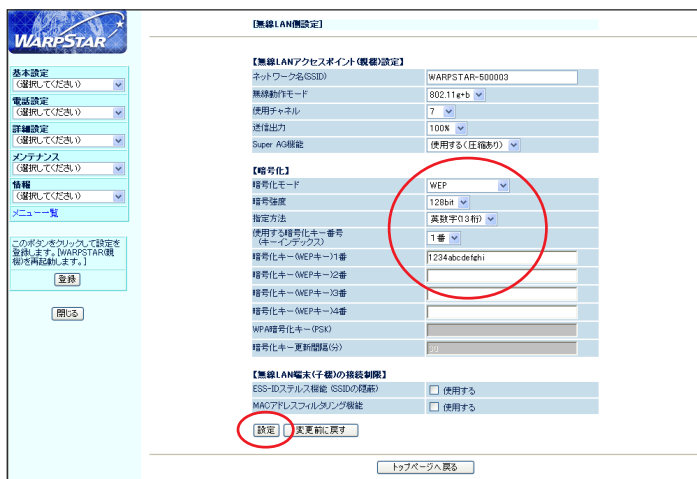 WARPSTAR
基本設定
(選択してください)
電話設定
(選択してください)
詳細設定
(選択してください)
メンテナンス
(選択してください)
情報
(選択してください)
メニュー一覧
このボタンをクリックして設定を
登録します。[WARPSTAR(親
機)を再起動します。]
登録
閉じる
【無線LAN側設定】
【無線LANアクセスポイント(親機)設定】
ネットワーク名(SSID) WARPSTAR-500003
無線動作モード 802.11g+b
使用チャネル 7
送信出力 100%
Super AG機能 使用する(圧縮あり)
【暗号化】
暗号化モード WEP
暗号強度 128bit
指定方法 英数字(13桁)
使用する暗号化キー番号
(キーインデックス) 1番
暗号化キー(WEPキー)1番 1234abcdefghi
暗号化キー(WEPキー)2番
暗号化キー(WEPキー)3番
暗号化キー(WEPキー)4番
WPA暗号化キー(PSK)
暗号化キー更新間隔(分) 30
【無線LAN端末(子機)の接続制限】
ESS-IDステルス機能 (SSIDの隠蔽) 使用する
MACアドレスフィルタリング機能 使用する
設定 変更前に戻す
トップページへ戻る